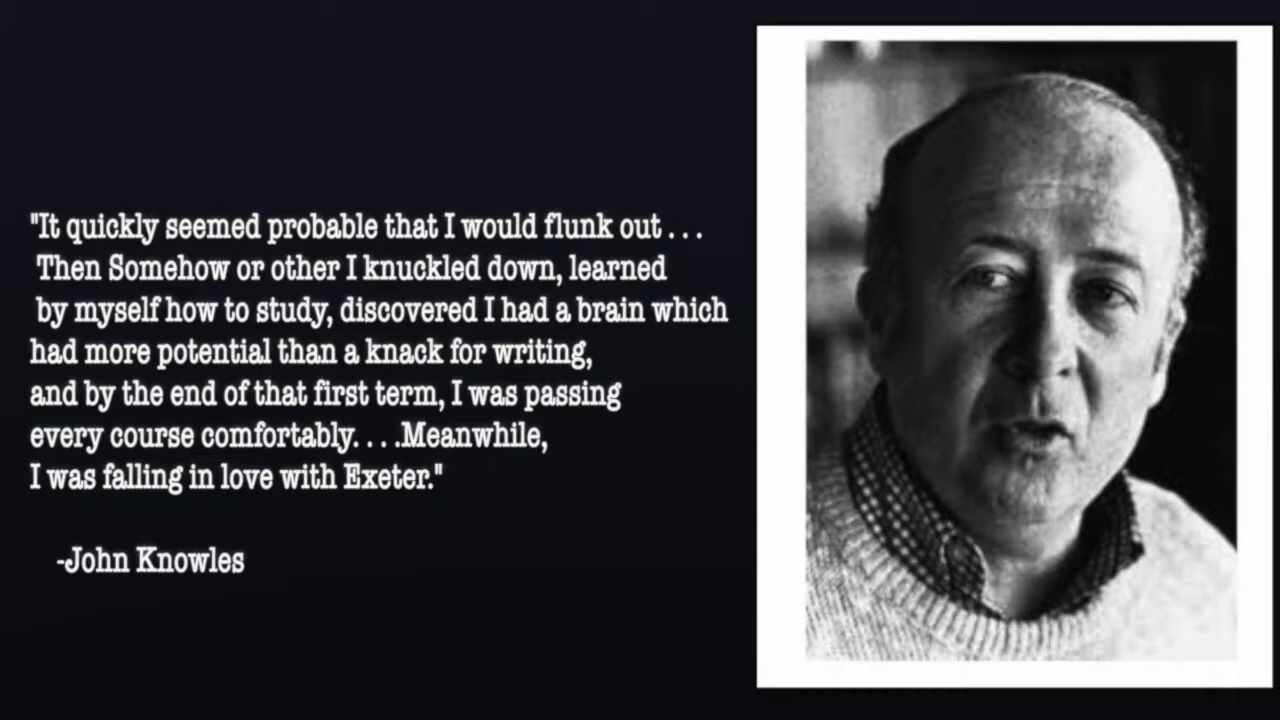 "It quickly seemed probable that I would flunk out . . .
Then Somehow or other I knuckled down, learned
by myself how to study, discovered I had a brain which
had more potential than a knack for writing,
and by the end of that first term, I was passing
every course comfortably. . . .Meanwhile,
I was falling in love with Exeter."
-John Knowles